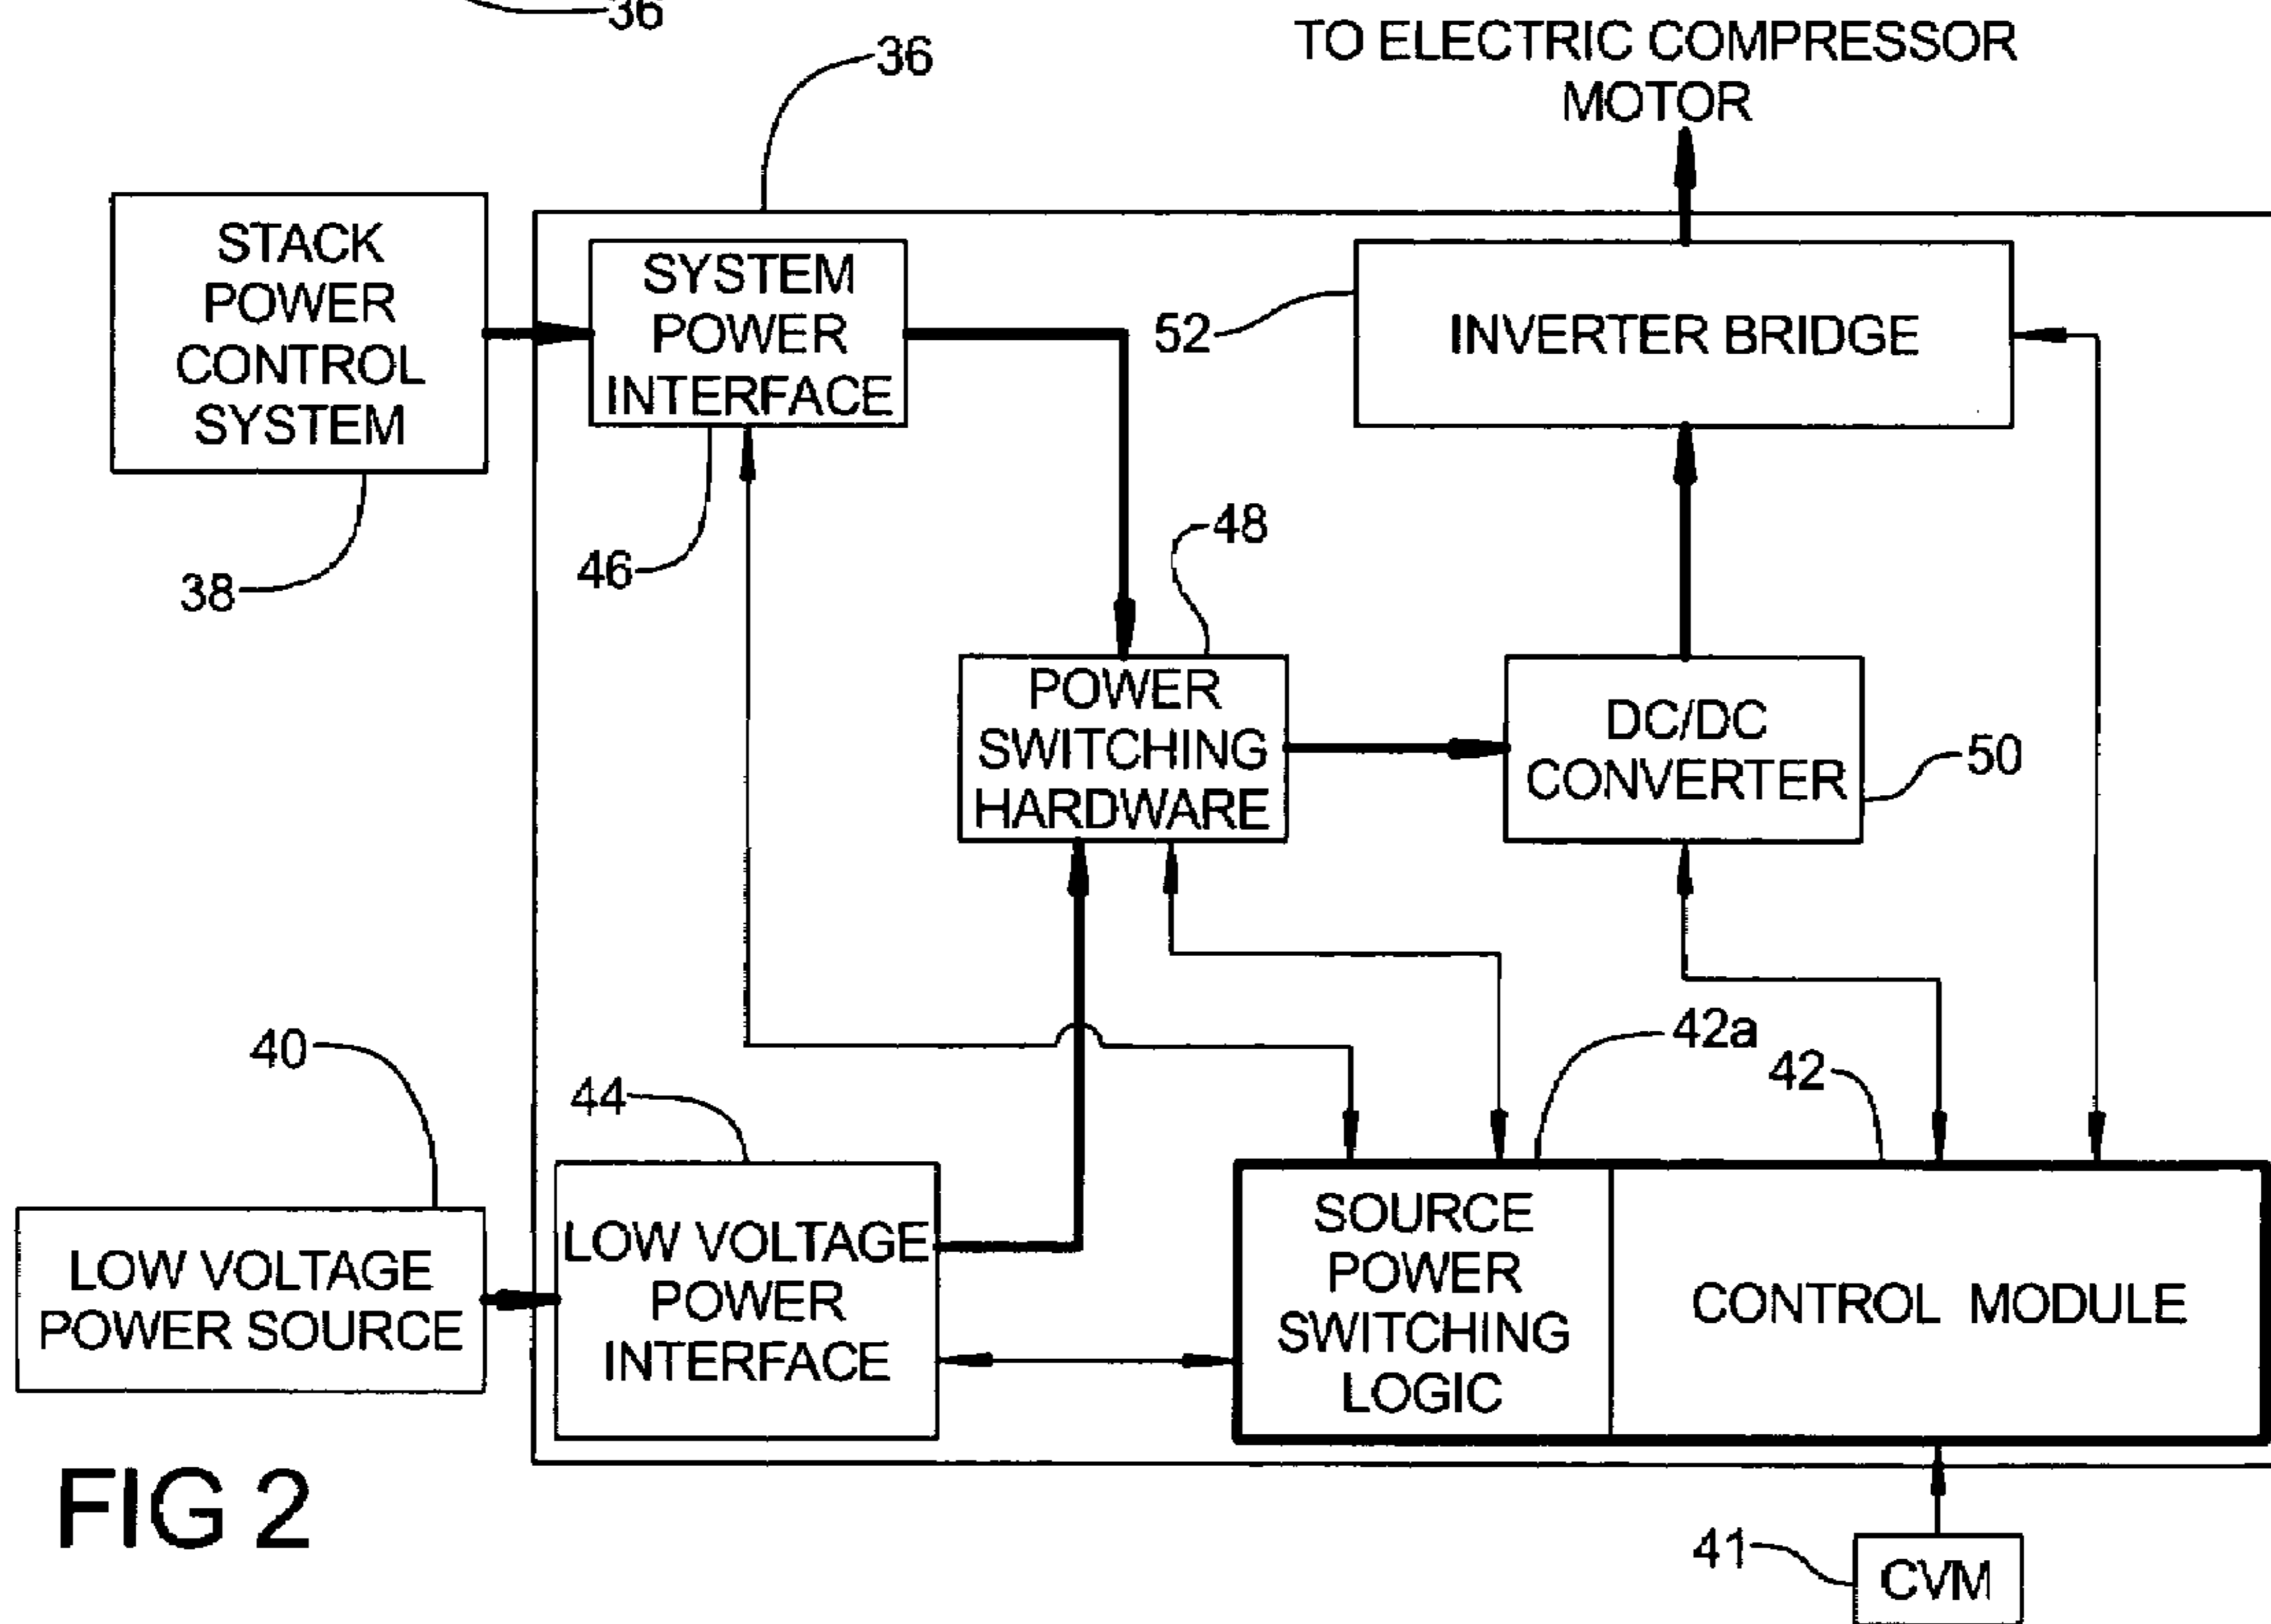 36
36
TO ELECTRIC COMPRESSOR
MOTOR
STACK
POWER
CONTROL
SYSTEM
38
SYSTEM
POWER
INTERFACE
46
52
INVERTER BRIDGE
48
POWER
SWITCHING
HARDWARE
DC/DC
CONVERTER
50
40
44
42a
42
LOW VOLTAGE
POWER SOURCE
LOW VOLTAGE
POWER
INTERFACE
SOURCE
POWER
SWITCHING
LOGIC
CONTROL MODULE
FIG 2
41
CVM